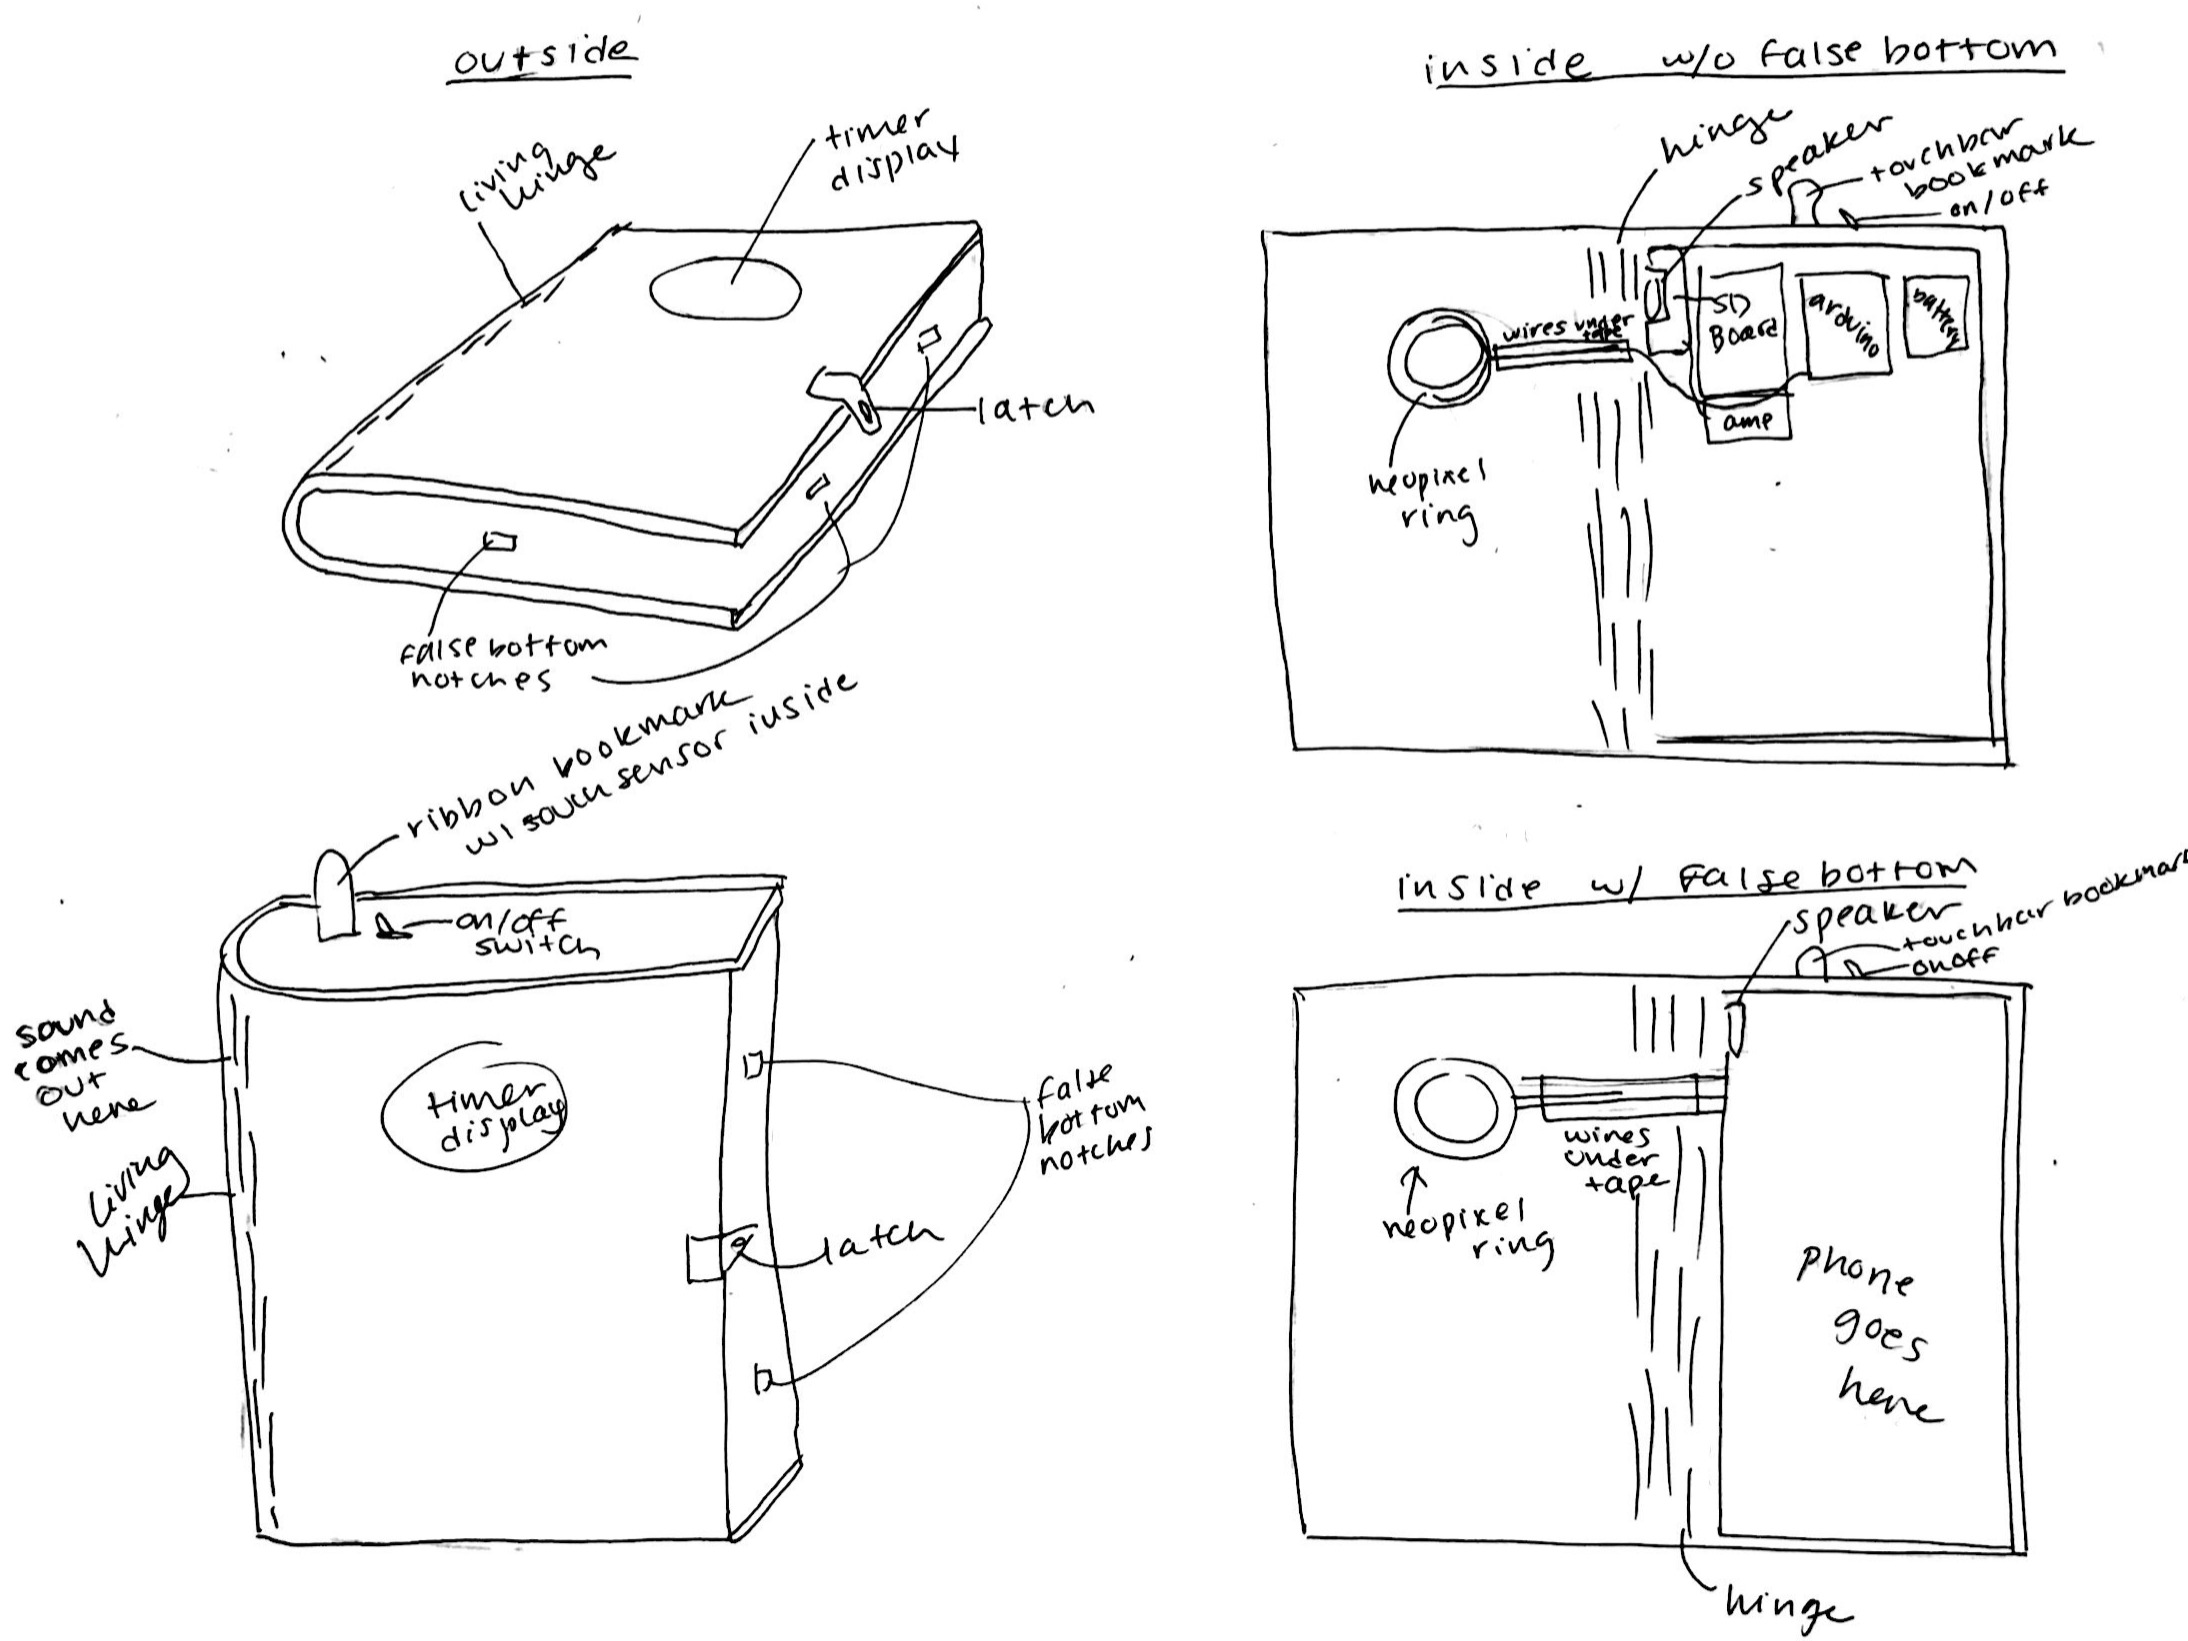 outside
living
hinge
timer
display
latch
false bottom
notches
ribbon bookmark
w/ touch sensor inside
on/off
switch
sound
comes
out
here
living
hinge
timer
display
false
bottom
notches
latch
inside w/o false bottom
hinge
speaker
touchbar
bookmark
on/off
wires under
tape
SD
Board
arduino
battery
amp
neopixel
ring
inside w/ false bottom
speaker
touchbar bookmark
on off
wires
under
tape
neopixel
ring
Phone
goes
here
hinge